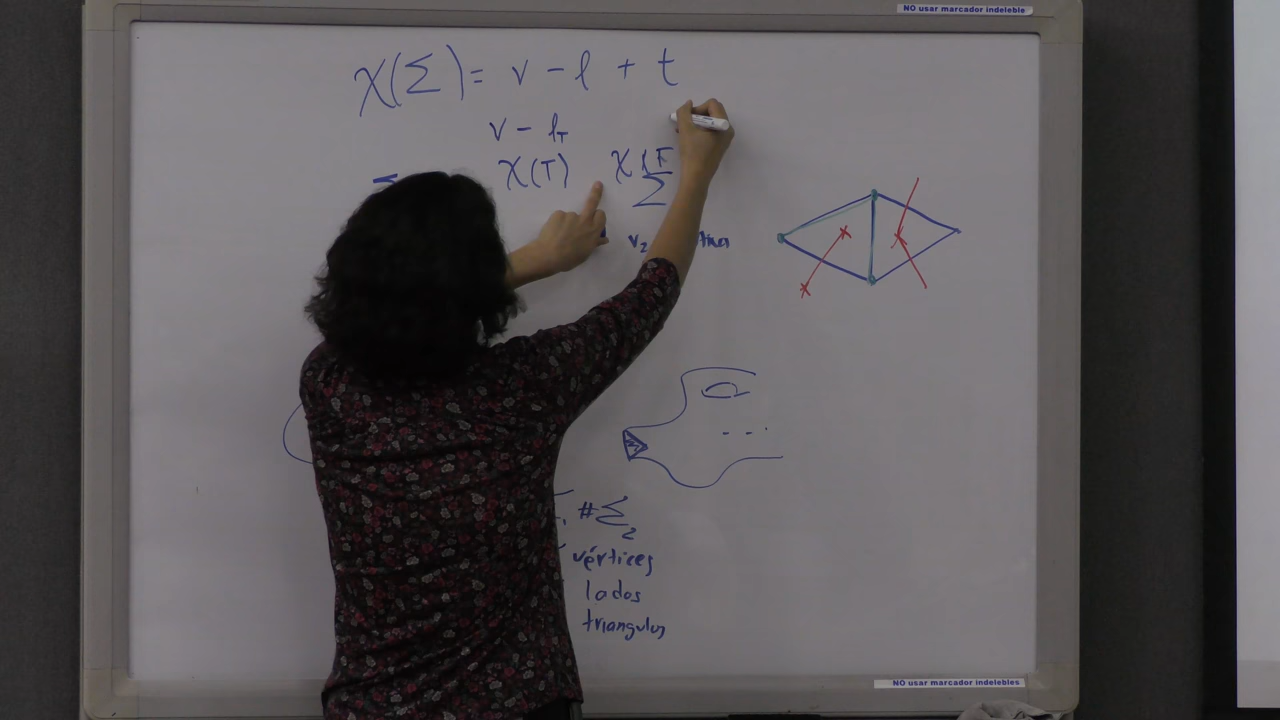 NO usar marcador indeleble
χ(Σ) = v - l + t
v - l_T
χ(T) χ(F
Σ
v₂
# Σ₂
vértices
lados
triangulos
NO usar marcador indelebles